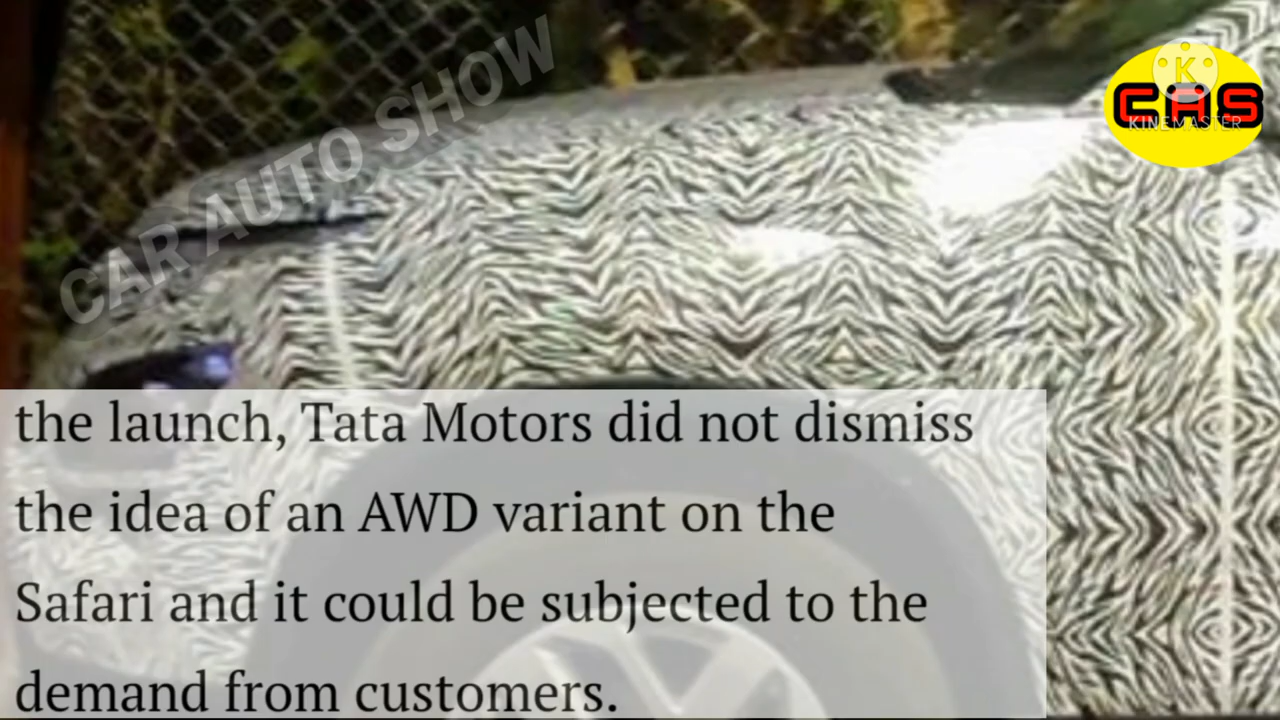 CAR AUTO SHOW
K
CAS
KINEMASTER
the launch, Tata Motors did not dismiss
the idea of an AWD variant on the
Safari and it could be subjected to the
demand from customers.